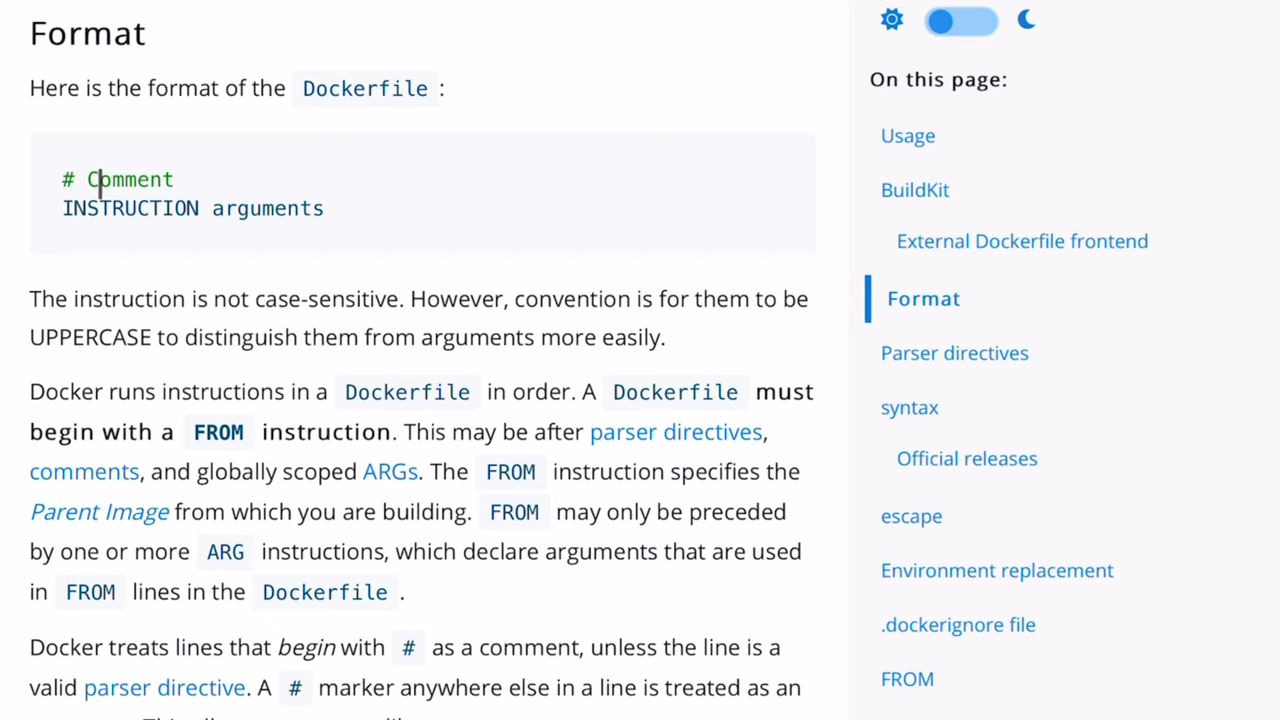 Format
Here is the format of the Dockerfile :
# Comment
INSTRUCTION arguments
The instruction is not case-sensitive. However, convention is for them to be
UPPERCASE to distinguish them from arguments more easily.
Docker runs instructions in a Dockerfile in order. A Dockerfile must
begin with a FROM instruction. This may be after parser directives,
comments, and globally scoped ARGs. The FROM instruction specifies the
Parent Image from which you are building. FROM may only be preceded
by one or more ARG instructions, which declare arguments that are used
in FROM lines in the Dockerfile .
Docker treats lines that begin with # as a comment, unless the line is a
valid parser directive. A # marker anywhere else in a line is treated as an
On this page:
Usage
BuildKit
External Dockerfile frontend
Format
Parser directives
syntax
Official releases
escape
Environment replacement
.dockerignore file
FROM